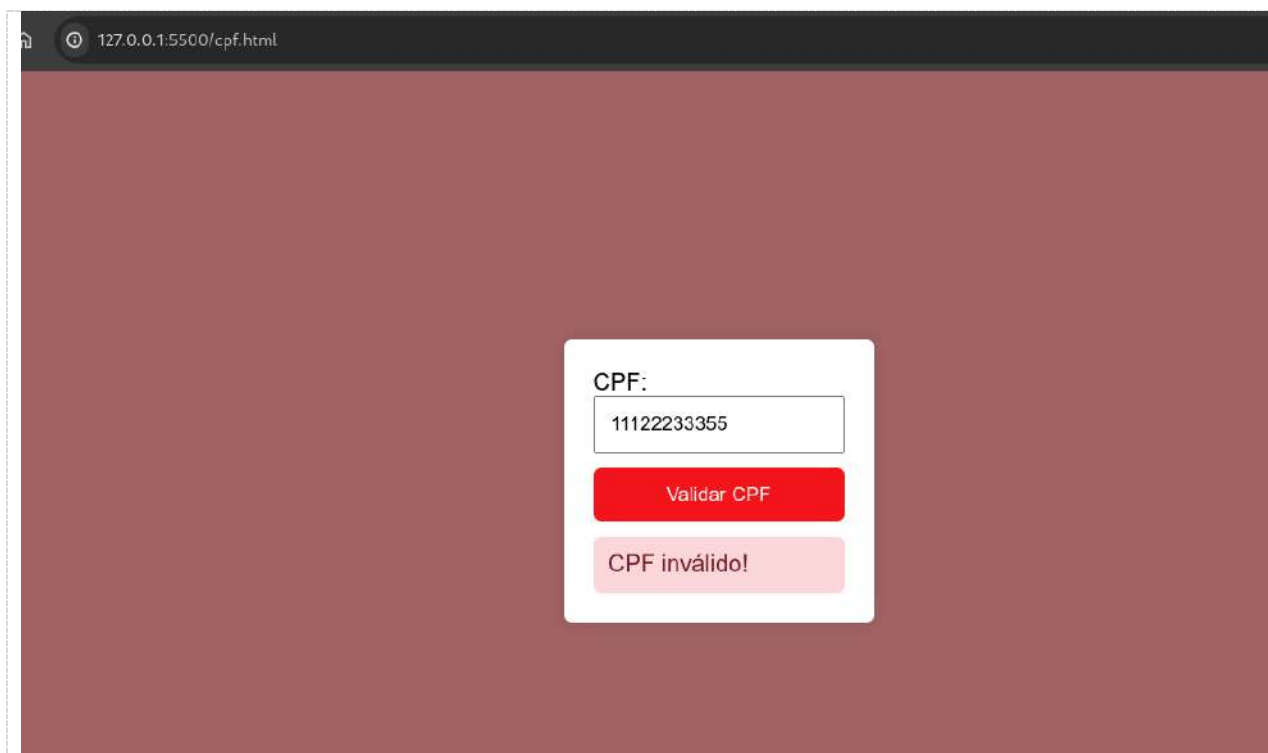 127.0.0.1:5500/cpf.html
CPF:
11122233355
Validar CPF
CPF inválido!